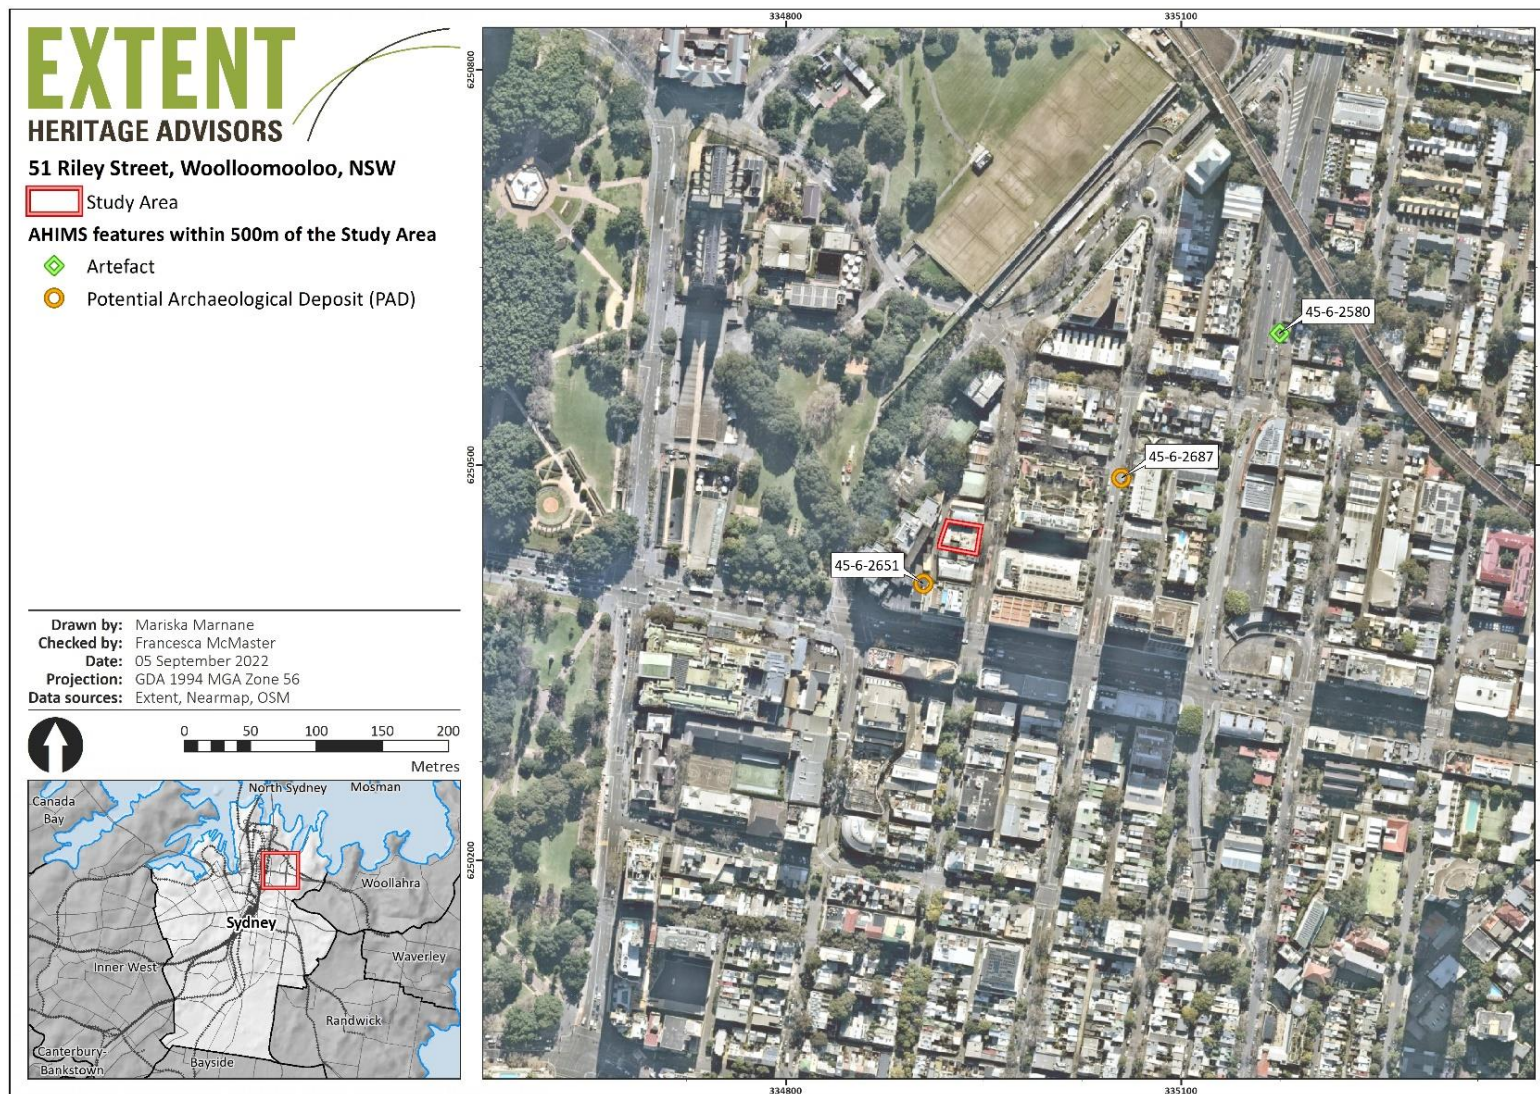 EXTENT
HERITAGE ADVISORS
51 Riley Street, Woolloomooloo, NSW
Study Area
AHIMS features within 500m of the Study Area
Artefact
Potential Archaeological Deposit (PAD)
Drawn by: Mariska Marnane
Checked by: Francesca McMaster
Date: 05 September 2022
Projection: GDA 1994 MGA Zone 56
Data sources: Extent, Nearmap, OSM
0 50 100 150 200
Metres
North Sydney
Mosman
Canada
Bay
Woollahra
Sydney
Waverley
Inner West
Randwick
Canterbury-
Bankstown
Bayside
334800
335100
6250800
6250500
6250200
45-6-2580
45-6-2687
45-6-2651
334800
335100